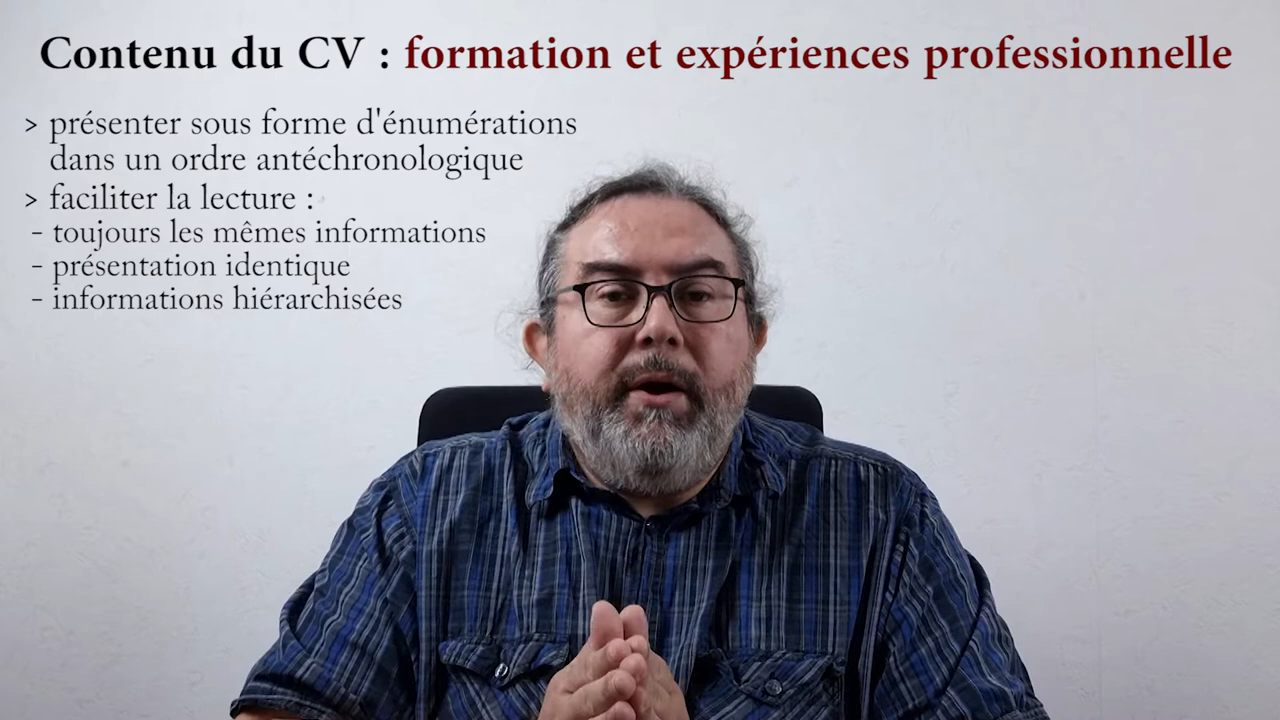 Contenu du CV : formation et expériences professionnelle
> présenter sous forme d'énumérations
dans un ordre antéchronologique
> faciliter la lecture :
- toujours les mêmes informations
- présentation identique
- informations hiérarchisées